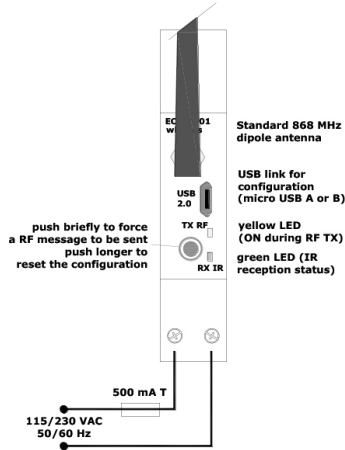 01
Standard 868 MHz
dipole antenna
USB link for
configuration
(micro USB A or B)
USB
2.0
TX RF
yellow LED
(ON during RF TX)
push briefly to force
a RF message to be sent
push longer to
reset the configuration
green LED (IR
reception status)
RX IR
500 mA T
115/230 VAC
50/60 Hz